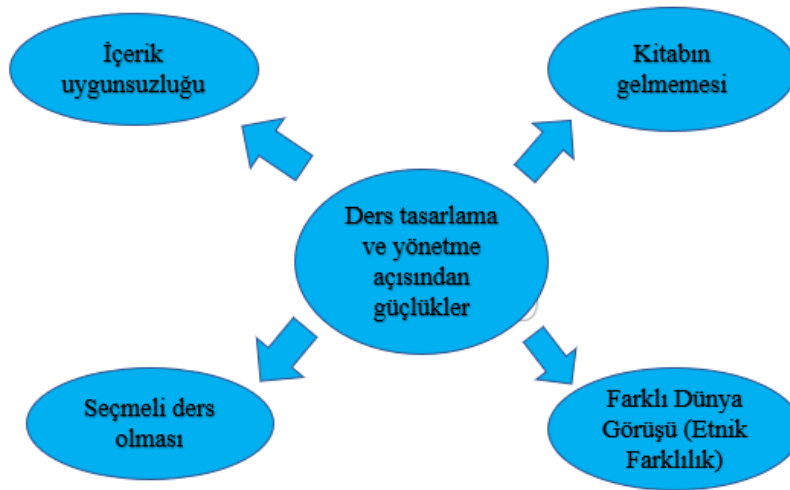 İçerik
uygunsuzluğu
Kitabın
gelmemesi
Ders tasarlama
ve yönetme
açısından
güçlükler
Seçmeli ders
olması
Farklı Dünya
Görüşü (Etnik
Farklılık)